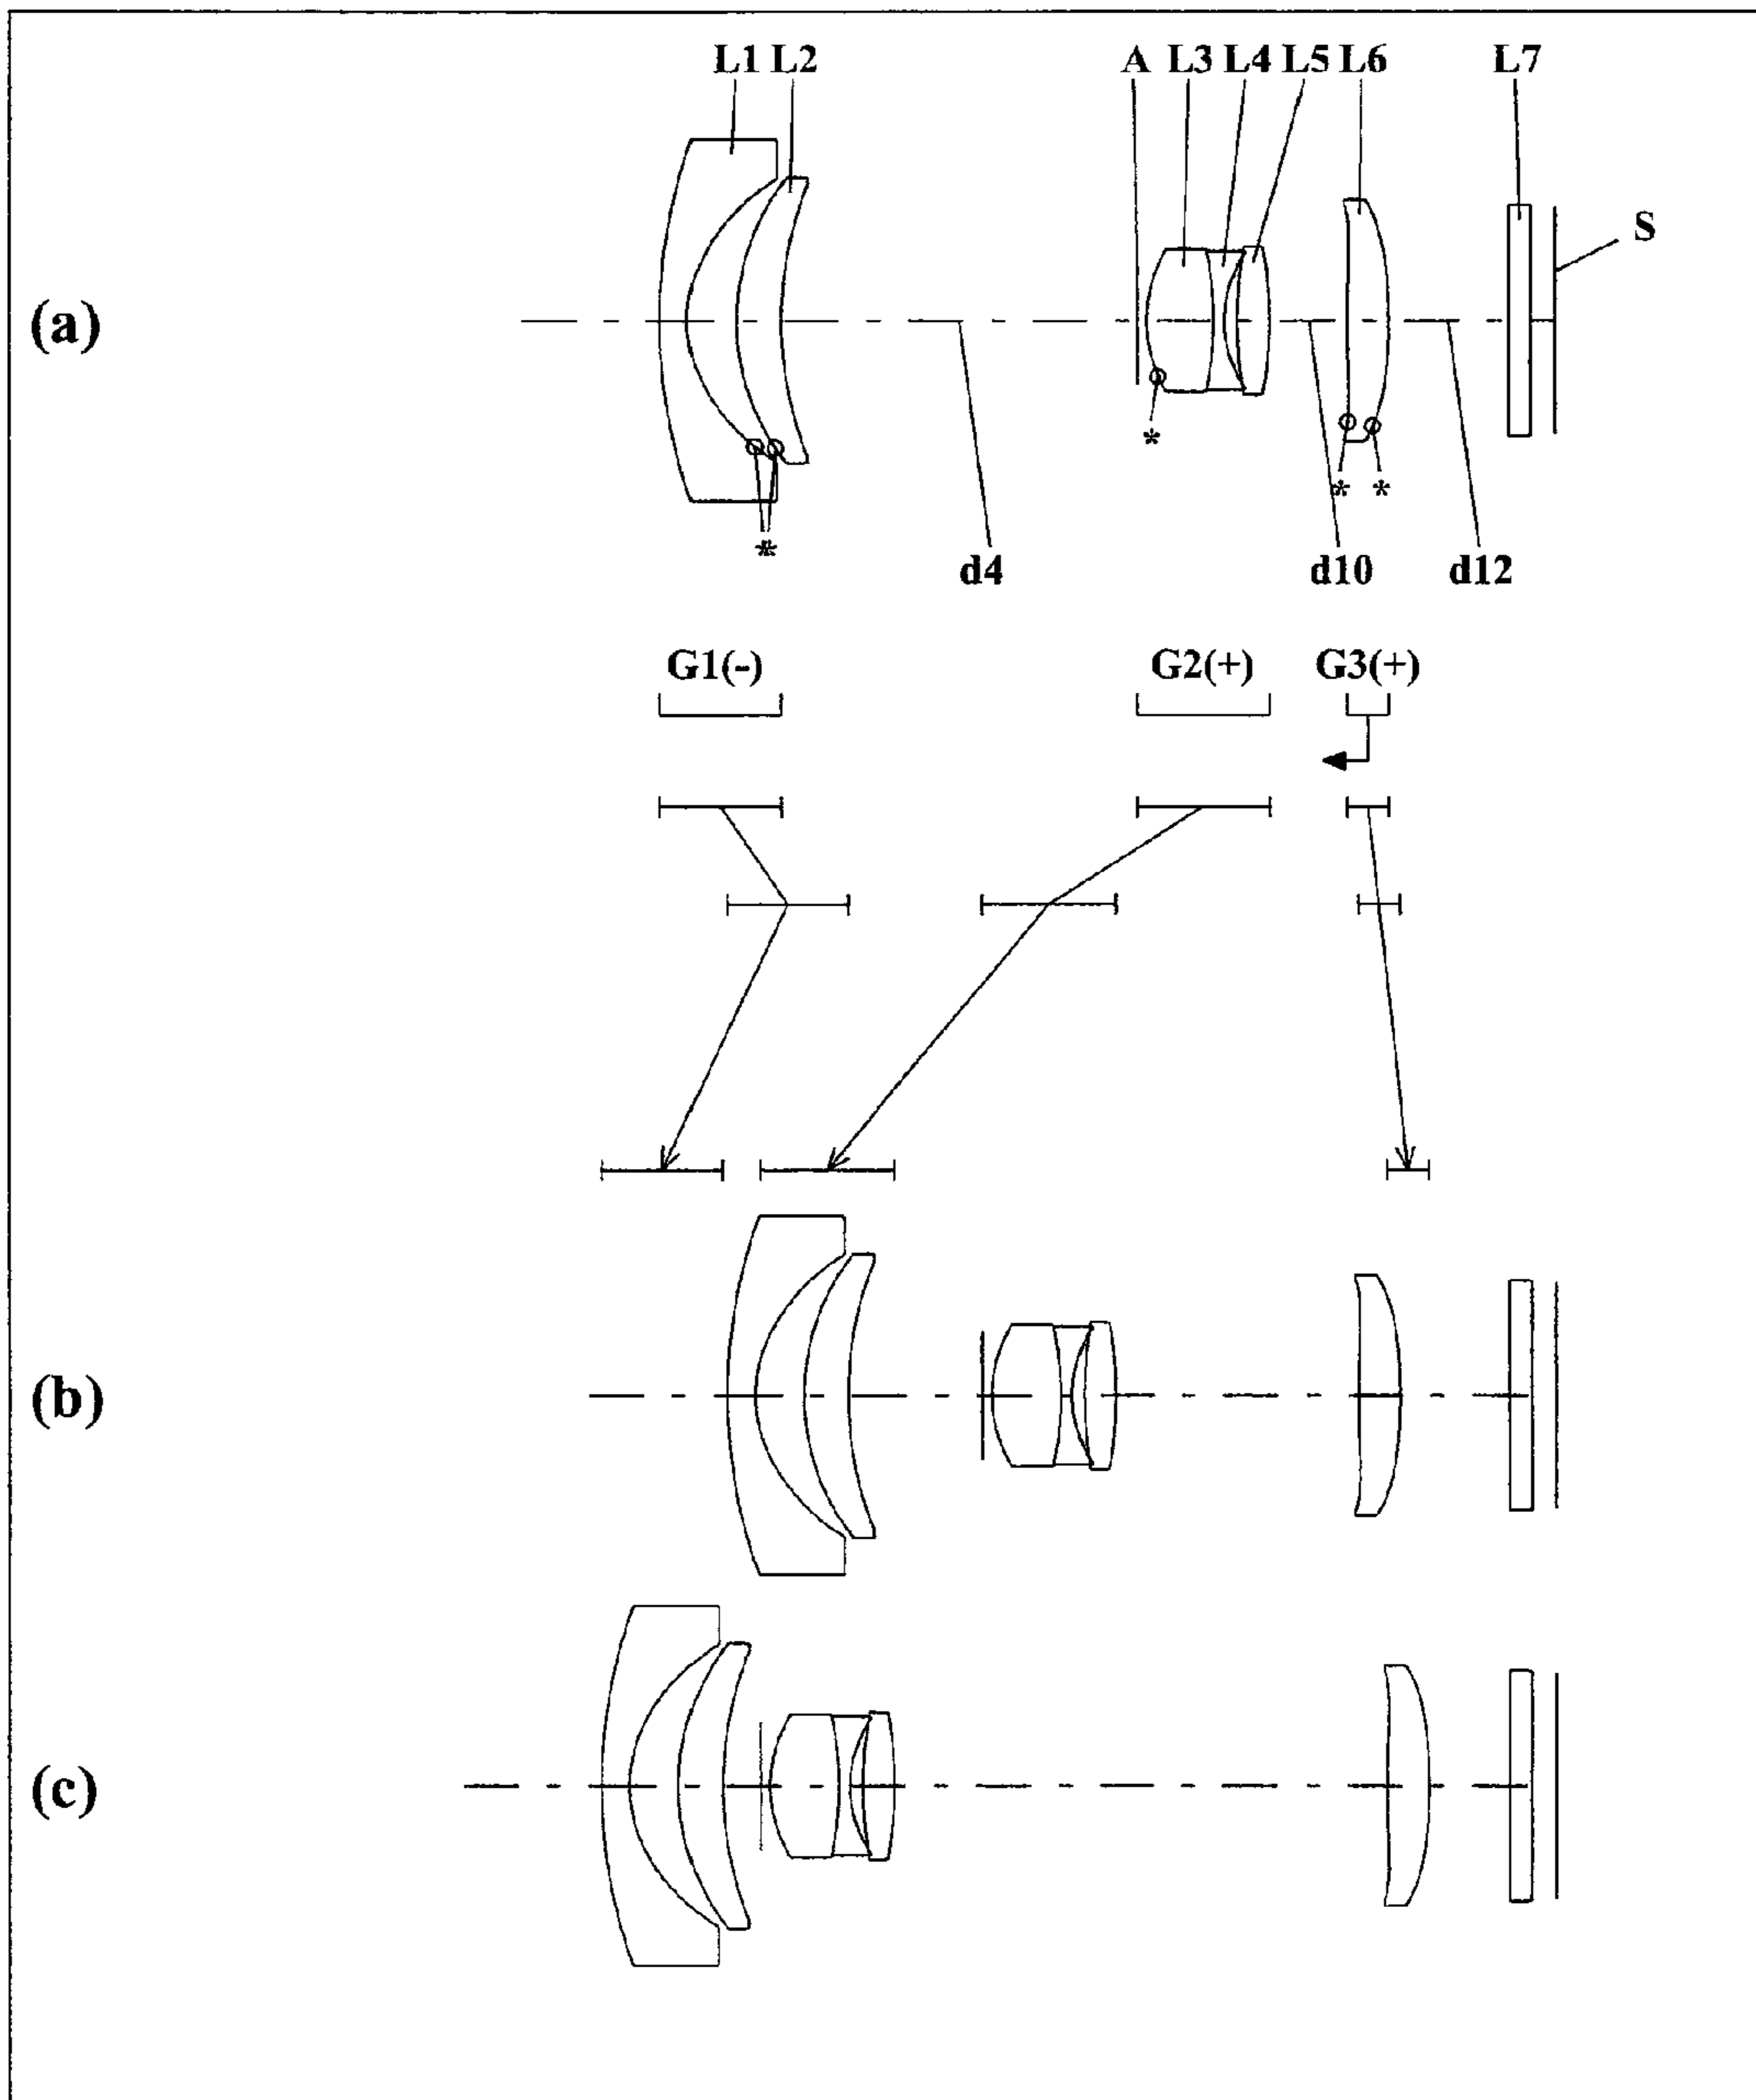 L1 L2 A L3 L4 L5 L6 L7
S
(a)
*
* *
*
d4 d10 d12
G1(-) G2(+) G3(+)
(b)
(c)